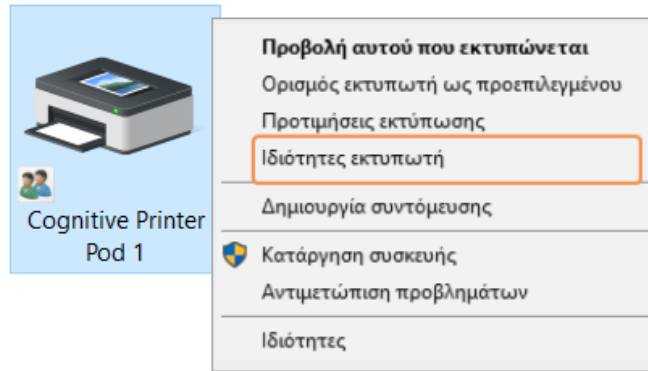 Cognitive Printer
Pod 1
Προβολή αυτού που εκτυπώνεται
Ορισμός εκτυπωτή ως προεπιλεγμένου
Προτιμήσεις εκτύπωσης
Ιδιότητες εκτυπωτή
Δημιουργία συντόμευσης
Κατάργηση συσκευής
Αντιμετώπιση προβλημάτων
Ιδιότητες